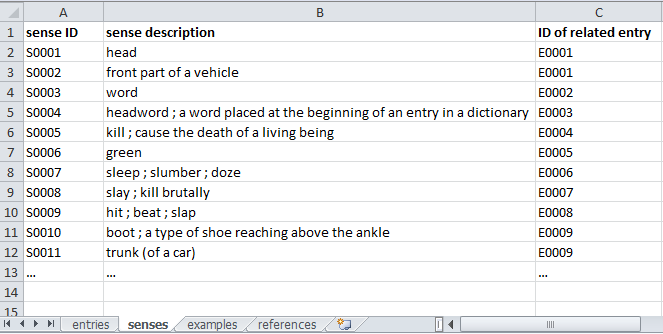 A B C
1 sense ID sense description ID of related entry
2 S0001 head E0001
3 S0002 front part of a vehicle E0001
4 S0003 word E0002
5 S0004 headword ; a word placed at the beginning of an entry in a dictionary E0003
6 S0005 kill ; cause the death of a living being E0004
7 S0006 green E0005
8 S0007 sleep ; slumber ; doze E0006
9 S0008 slay ; kill brutally E0007
10 S0009 hit ; beat ; slap E0008
11 S0010 boot ; a type of shoe reaching above the ankle E0009
12 S0011 trunk (of a car) E0009
13 ... ... ...
14
15
entries senses examples references